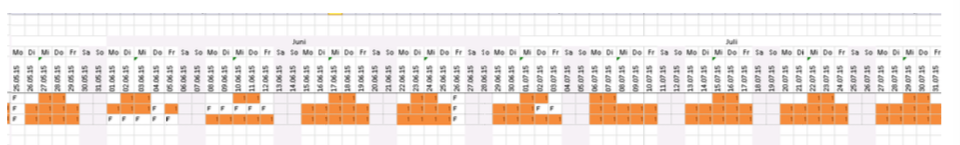 Juni Juli
Mo Di Mi Do Fr Sa So Mo Di Mi Do Fr Sa So Mo Di Mi Do Fr Sa So Mo Di Mi Do Fr Sa So Mo Di Mi Do Fr Sa So Mo Di Mi Do Fr Sa So Mo Di Mi Do Fr Sa So Mo Di Mi Do Fr Sa So Mo Di Mi Do Fr Sa So Mo Di Mi Do Fr
25.05.15 26.05.15 27.05.15 28.05.15 29.05.15 30.05.15 31.05.15 01.06.15 02.06.15 03.06.15 04.06.15 05.06.15 06.06.15 07.06.15 08.06.15 09.06.15 10.06.15 11.06.15 12.06.15 13.06.15 14.06.15 15.06.15 16.06.15 17.06.15 18.06.15 19.06.15 20.06.15 21.06.15 22.06.15 23.06.15 24.06.15 25.06.15 26.06.15 27.06.15 28.06.15 29.06.15 30.06.15 01.07.15 02.07.15 03.07.15 04.07.15 05.07.15 06.07.15 07.07.15 08.07.15 09.07.15 10.07.15 11.07.15 12.07.15 13.07.15 14.07.15 15.07.15 16.07.15 17.07.15 18.07.15 19.07.15 20.07.15 21.07.15 22.07.15 23.07.15 24.07.15 25.07.15 26.07.15 27.07.15 28.07.15 29.07.15 30.07.15 31.07.15
F F
F F F F F F F F F
F F F F F F F